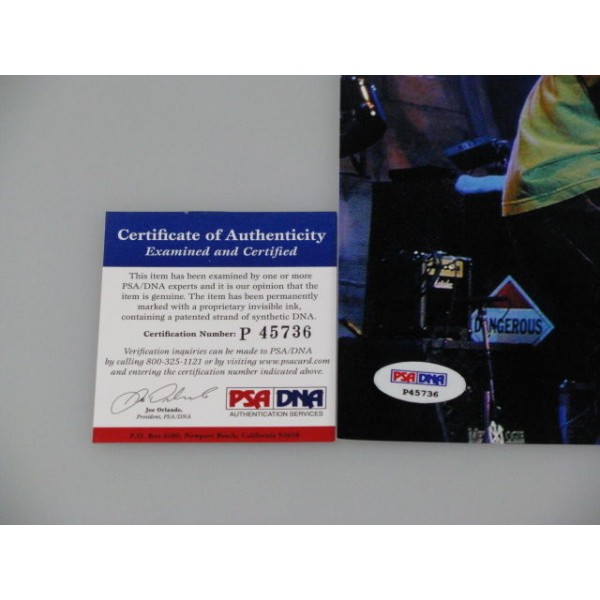 Certificate of Authenticity
Examined and Certified
This item has been examined by one or more
PSA/DNA experts and it is our opinion that the
item is genuine. The item has been permanently
marked with a proprietary invisible ink,
containing a patented strand of synthetic DNA.
Certification Number: P 45736
Verification inquiries can be made to PSA/DNA
by calling 800-325-1121 or by visiting www.psacard.com
and entering the certification number indicated above.
Joe Orlando,
President, PSA/DNA
PSA DNA
AUTHENTICATION SERVICES
Newport Beach, California
DANGEROUS
PSA DNA
P45736